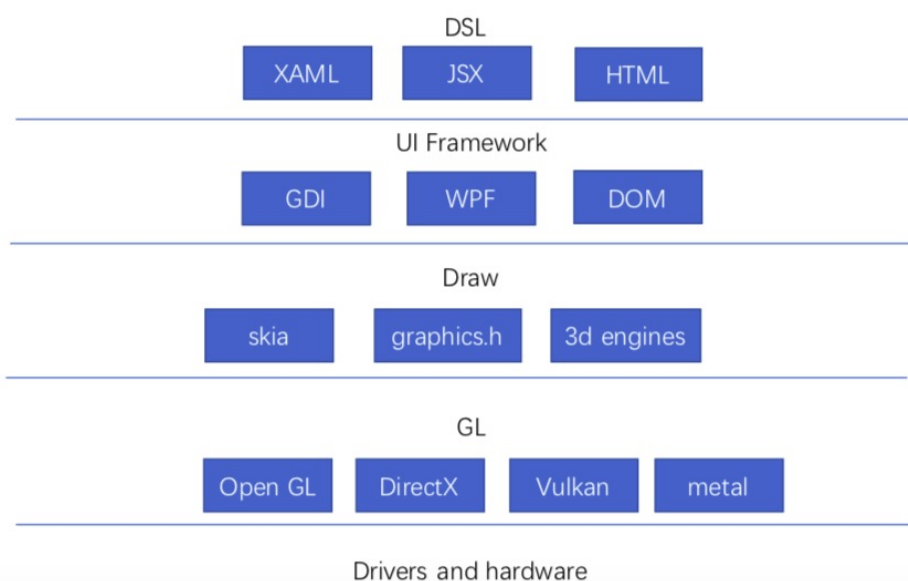 DSL
XAML JSX HTML
UI Framework
GDI WPF DOM
Draw
skia graphics.h 3d engines
GL
Open GL DirectX Vulkan metal
Drivers and hardware